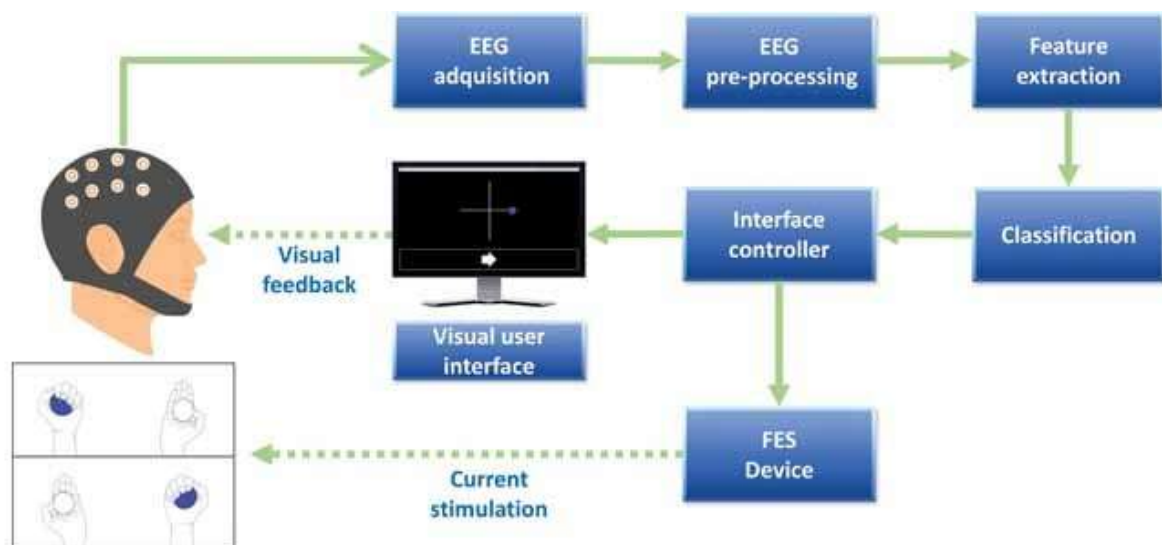 EEG
adquisition
EEG
pre-processing
Feature
extraction
Visual
feedback
Interface
controller
Classification
Visual user
interface
FES
Device
Current
stimulation